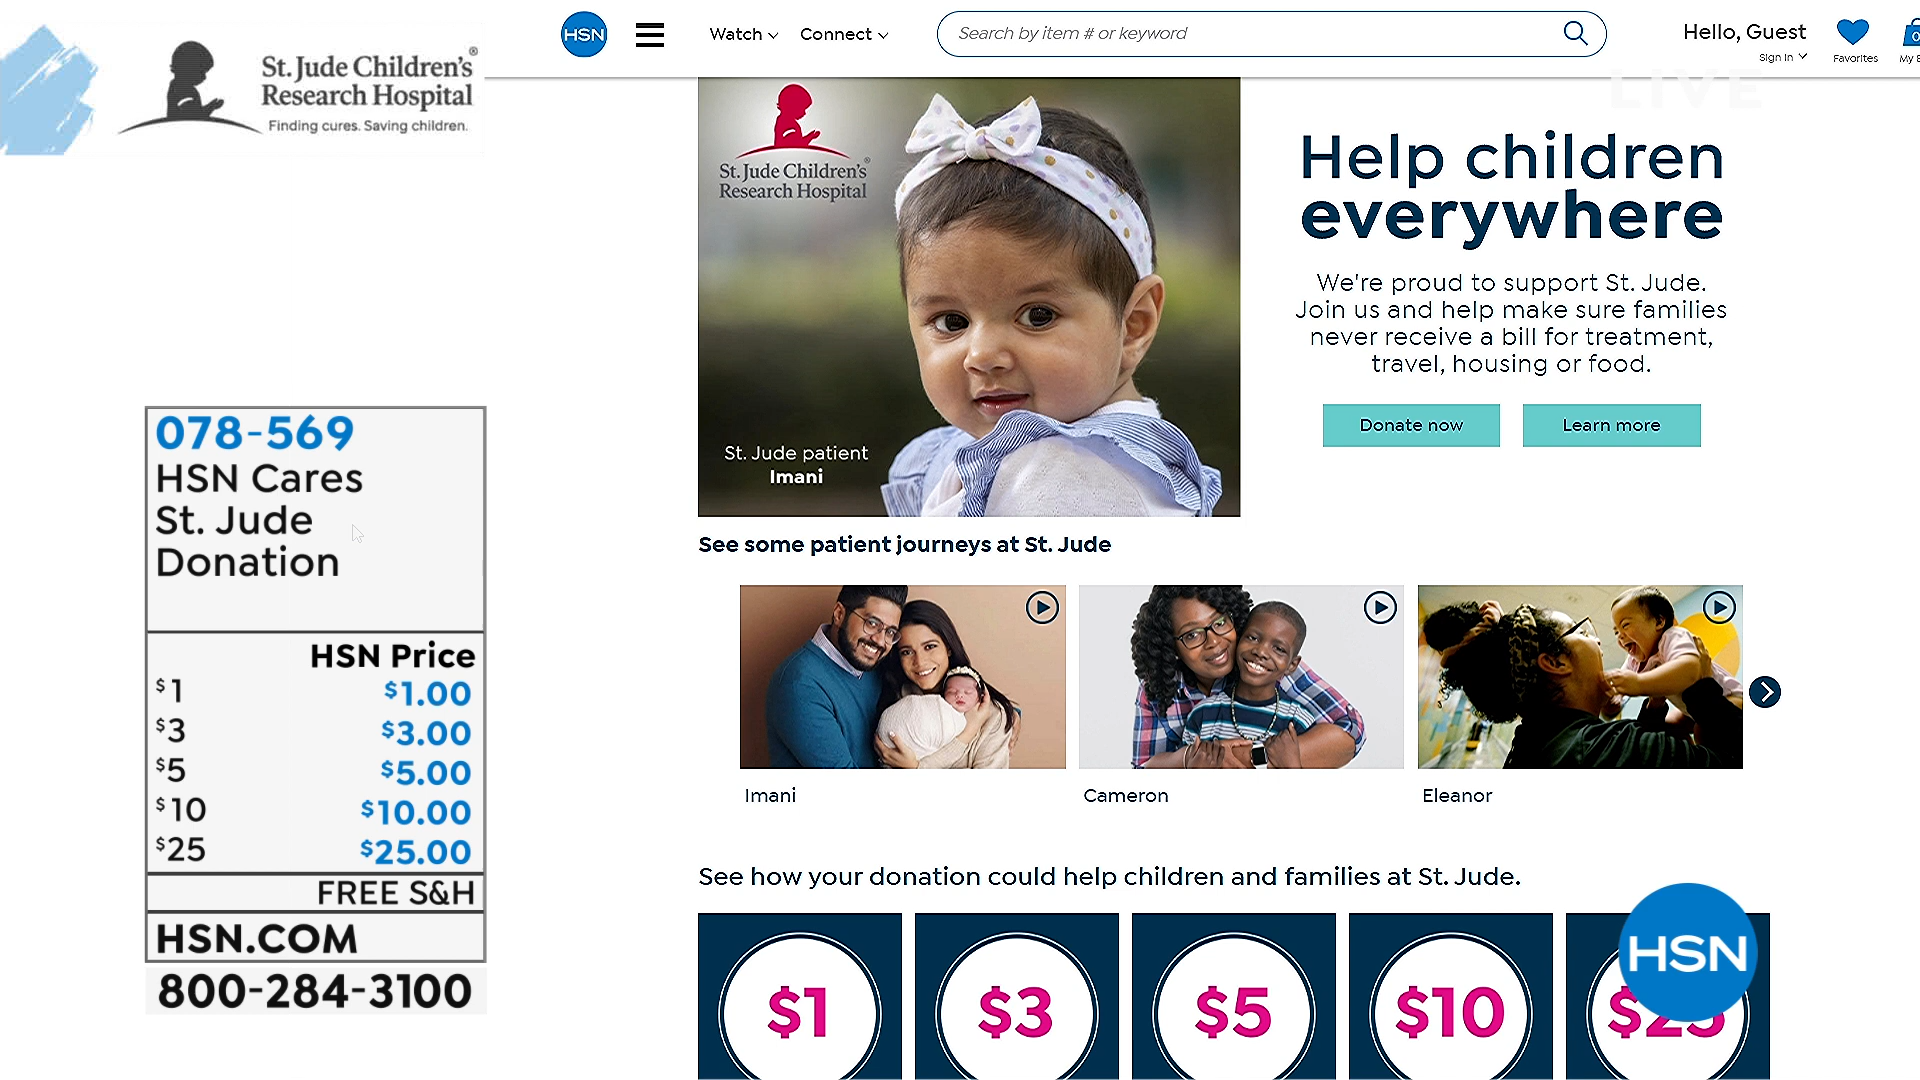 St. Jude Children's
Research Hospital
®
Finding cures. Saving children.
HSN
Watch
Connect
Search by item # or keyword
Hello, Guest
Sign In
Favorites
0
LIVE
St. Jude Children's
Research Hospital
®
St. Jude patient
Imani
Help children
everywhere
We're proud to support St. Jude.
Join us and help make sure families
never receive a bill for treatment,
travel, housing or food.
Donate now
Learn more
078-569
HSN Cares
St. Jude
Donation
HSN Price
$1 $1.00
$3 $3.00
$5 $5.00
$10 $10.00
$25 $25.00
FREE S&H
HSN.COM
800-284-3100
See some patient journeys at St. Jude
Imani
Cameron
Eleanor
See how your donation could help children and families at St. Jude.
$1
$3
$5
$10
$25
HSN